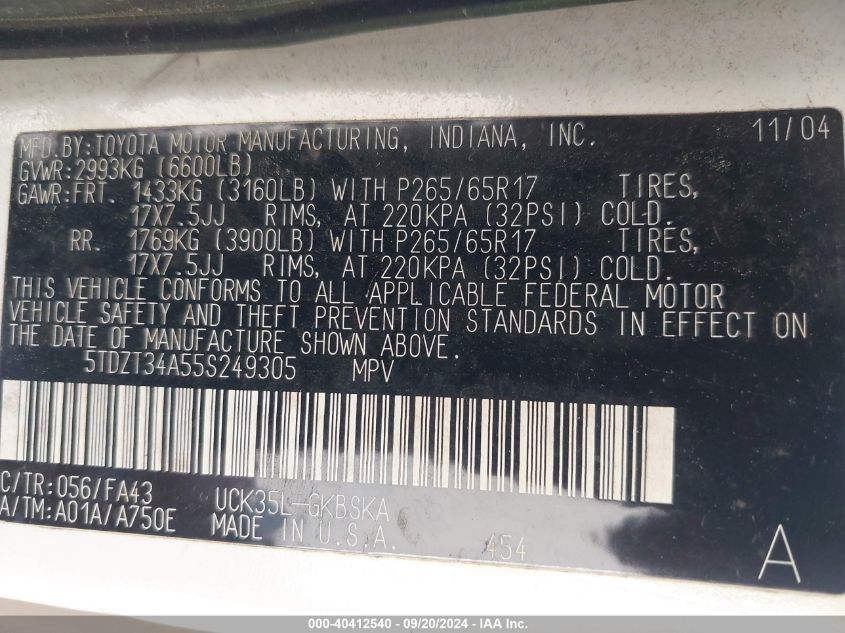 MFD.BY:TOYOTA MOTOR MANUFACTURING, INDIANA, INC. 11/04
GVWR:2993KG (6600LB)
GAWR:FRT. 1433KG (3160LB) WITH P265/65R17 TIRES,
17X7.5JJ RIMS, AT 220KPA (32PSI) COLD.
RR. 1769KG (3900LB) WITH P265/65R17 TIRES,
17X7.5JJ RIMS, AT 220KPA (32PSI) COLD.
THIS VEHICLE CONFORMS TO ALL APPLICABLE FEDERAL MOTOR
VEHICLE SAFETY AND THEFT PREVENTION STANDARDS IN EFFECT ON
THE DATE OF MANUFACTURE SHOWN ABOVE.
5TDZT34A55S249305 MPV
C/TR:056/FA43 UCK35L-GKBSKA
A/TM:A01A/A750E MADE IN U.S.A. 454 A
000-40412540 - 09/20/2024 - IAA Inc.